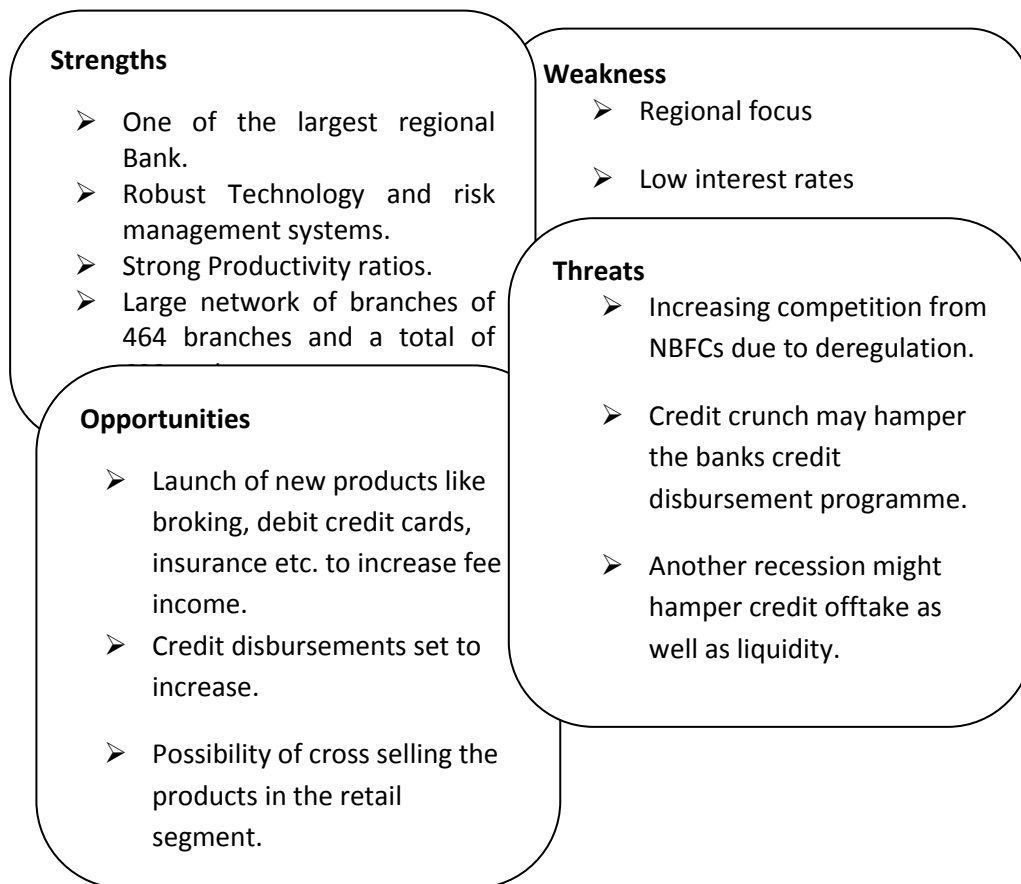 Strengths
➢ One of the largest regional
Bank.
➢ Robust Technology and risk
management systems.
➢ Strong Productivity ratios.
➢ Large network of branches of
464 branches and a total of
Weakness
➢ Regional focus
➢ Low interest rates
Opportunities
➢ Launch of new products like
broking, debit credit cards,
insurance etc. to increase fee
income.
➢ Credit disbursements set to
increase.
➢ Possibility of cross selling the
products in the retail
segment.
Threats
➢ Increasing competition from
NBFCs due to deregulation.
➢ Credit crunch may hamper
the banks credit
disbursement programme.
➢ Another recession might
hamper credit offtake as
well as liquidity.